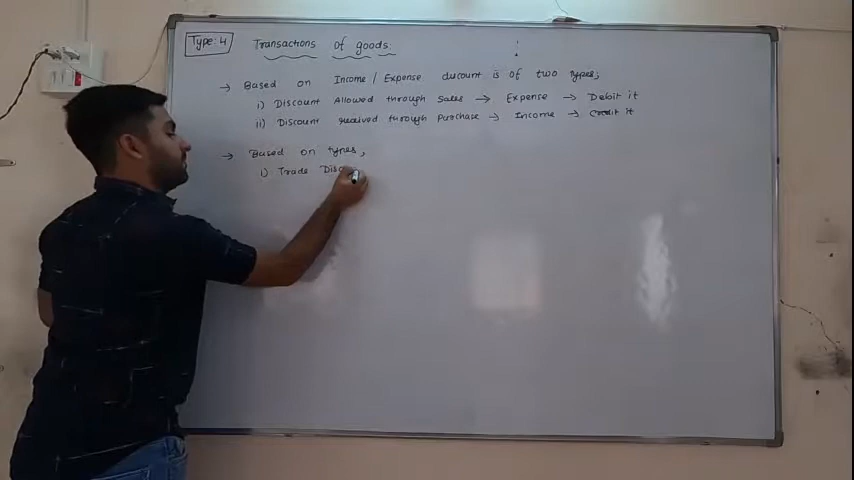 Type: 4
Transactions of goods:
→ Based on Income / Expense discount is of two types;
i) Discount Allowed through Sales → Expense → Debit it
ii) Discount received through Purchase → Income → Credit it
→ Based on types,
i) Trade Disc